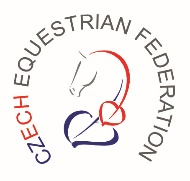 CZECH EQUESTRIAN FEDERATION